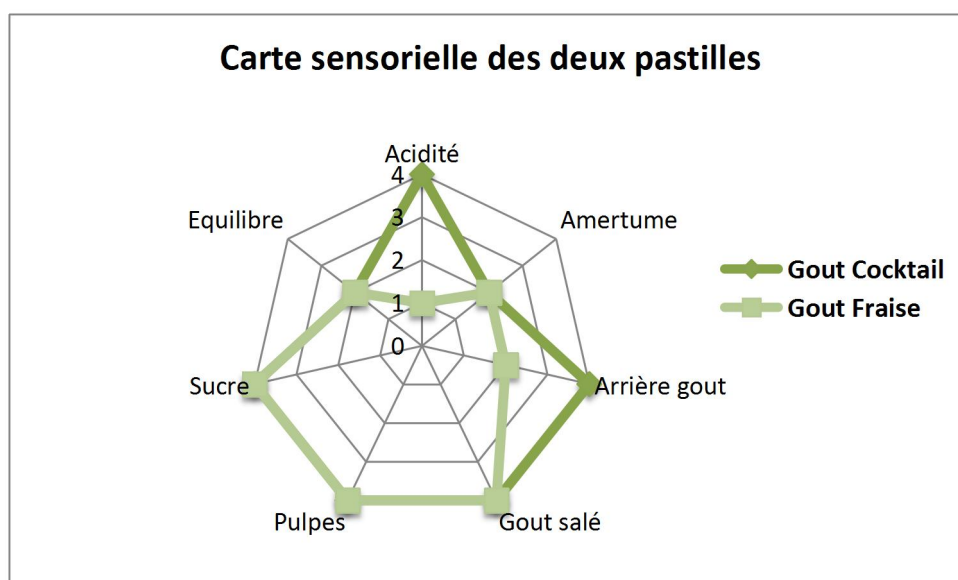 Carte sensorielle des deux pastilles
Acidité
4
3
2
1
0
Equilibre
Amertume
Sucre
Arrière gout
Pulpes
Gout salé
Gout Cocktail
Gout Fraise